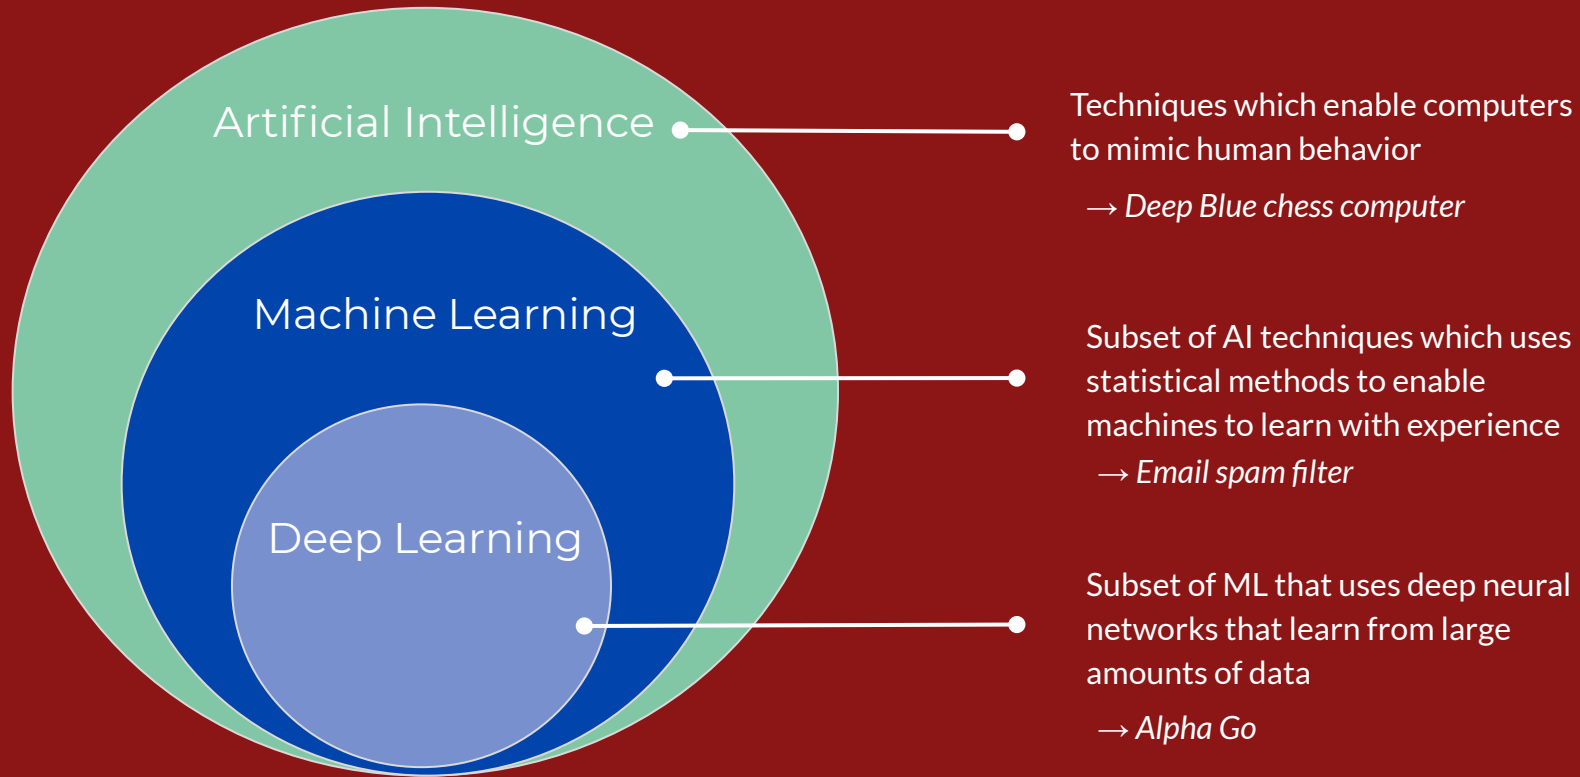 Artificial Intelligence
Techniques which enable computers
to mimic human behavior
→ Deep Blue chess computer
Machine Learning
Subset of AI techniques which uses
statistical methods to enable
machines to learn with experience
→ Email spam filter
Deep Learning
Subset of ML that uses deep neural
networks that learn from large
amounts of data
→ Alpha Go